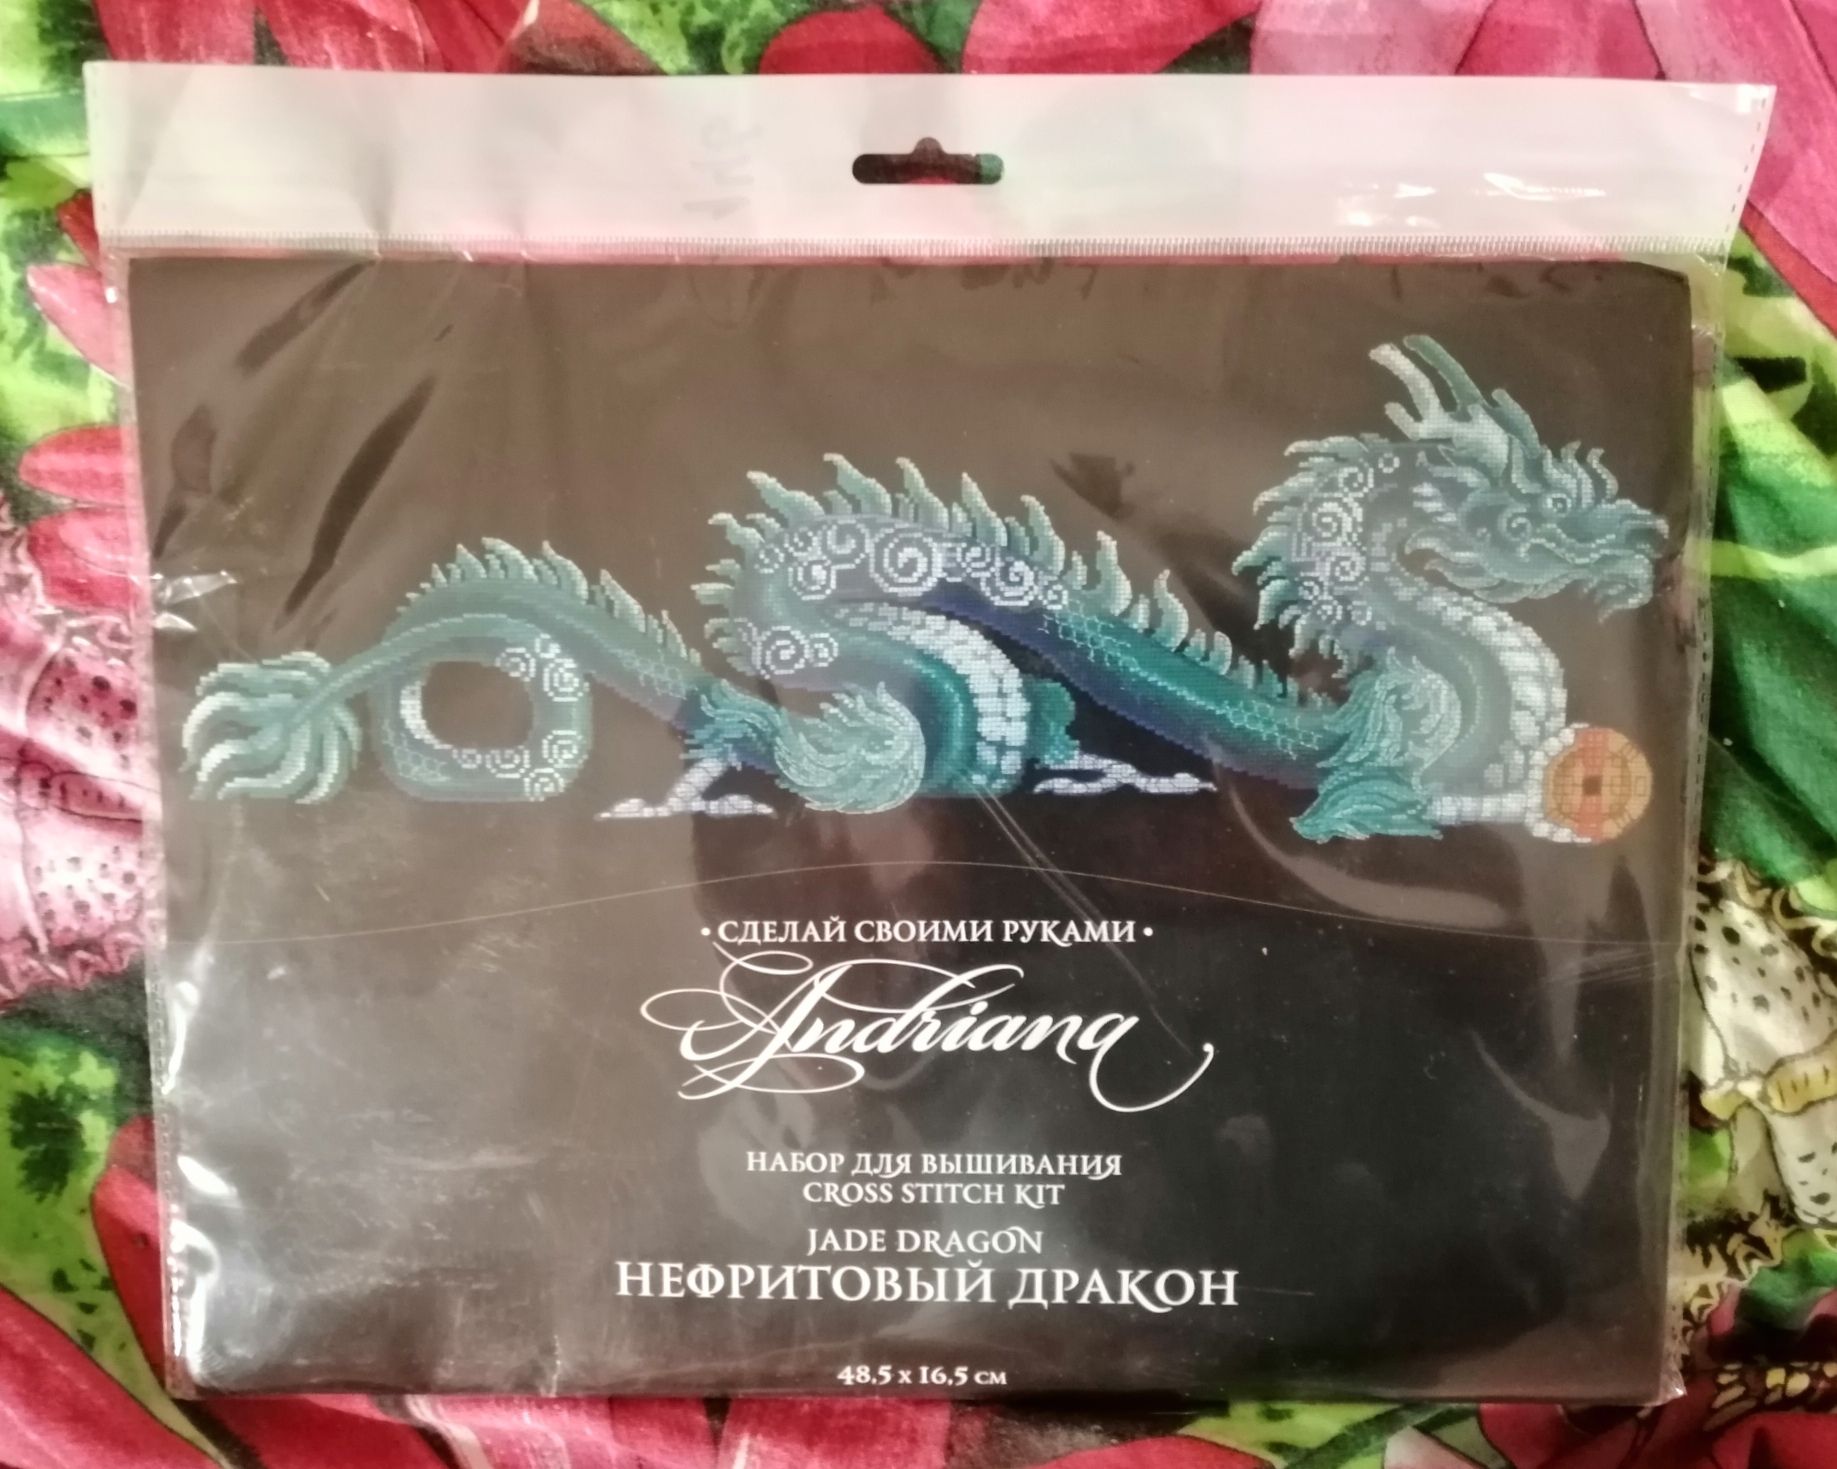 • СДЕЛАЙ СВОИМИ РУКАМИ •
Andriana
НАБОР ДЛЯ ВЫШИВАНИЯ
CROSS STITCH KIT
JADE DRAGON
НЕФРИТОВЫЙ ДРАКОН
48,5 x 16,5 см